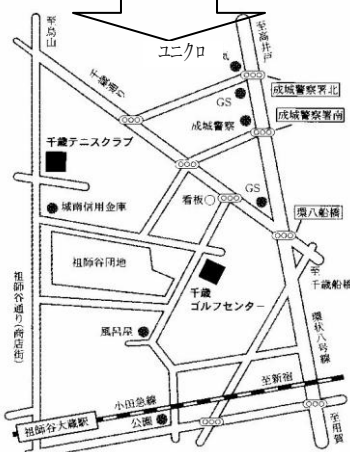 ユニクロ
至烏山
至高井戸
千歳通り
GS
成城警察署北
成城警察署南
成城警察
千歳テニスクラブ
城南信用金庫
看板
GS
環八船橋
祖師谷団地
千歳
ゴルフセンター
至
千歳船橋
祖師谷通り(商店街)
環状八号線
風呂屋
至新宿
小田急線
祖師谷大蔵駅
公園
至用賀